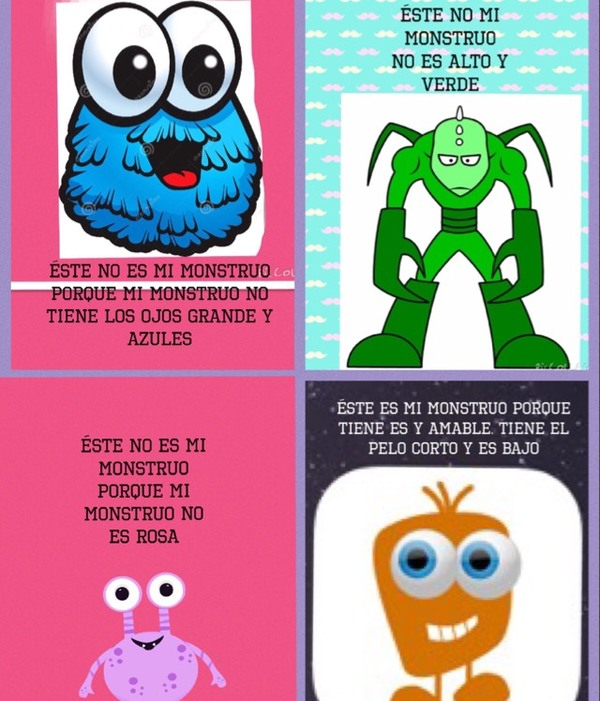 ÉSTE NO ES MI MONSTRUO
PORQUE MI MONSTRUO NO
TIENE LOS OJOS GRANDE Y
AZULES
ÉSTE NO MI
MONSTRUO
NO ES ALTO Y
VERDE
ÉSTE NO ES MI
MONSTRUO
PORQUE MI
MONSTRUO NO
ES ROSA
ÉSTE ES MI MONSTRUO PORQUE
TIENE ES Y AMABLE. TIENE EL
PELO CORTO Y ES BAJO